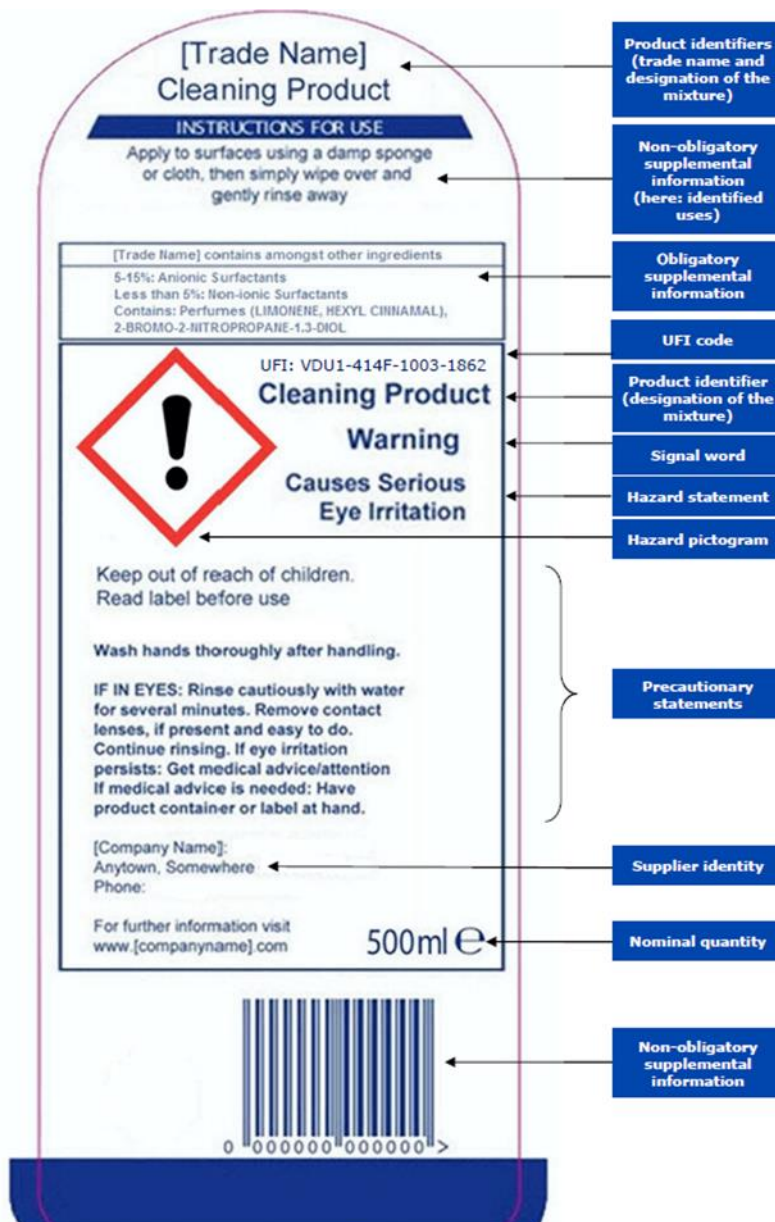 [Trade Name]
Cleaning Product
INSTRUCTIONS FOR USE
Apply to surfaces using a damp sponge
or cloth, then simply wipe over and
gently rinse away
[Trade Name] contains amongst other ingredients
5-15%: Anionic Surfactants
Less than 5%: Non-ionic Surfactants
Contains: Perfumes (LIMONENE, HEXYL CINNAMAL),
2-BROMO-2-NITROPROPANE-1.3-DIOL
UFI: VDU1-414F-1003-1862
Cleaning Product
Warning
Causes Serious
Eye Irritation
Keep out of reach of children.
Read label before use
Wash hands thoroughly after handling.
IF IN EYES: Rinse cautiously with water
for several minutes. Remove contact
lenses, if present and easy to do.
Continue rinsing. If eye irritation
persists: Get medical advice/attention
If medical advice is needed: Have
product container or label at hand.
[Company Name]:
Anytown, Somewhere
Phone:
For further information visit
www.[companyname].com
500ml e
0 000000 000000 >
Product identifiers
(trade name and
designation of the
mixture)
Non-obligatory
supplemental
information
(here: identified
uses)
Obligatory
supplemental
information
UFI code
Product identifier
(designation of the
mixture)
Signal word
Hazard statement
Hazard pictogram
Precautionary
statements
Supplier identity
Nominal quantity
Non-obligatory
supplemental
information